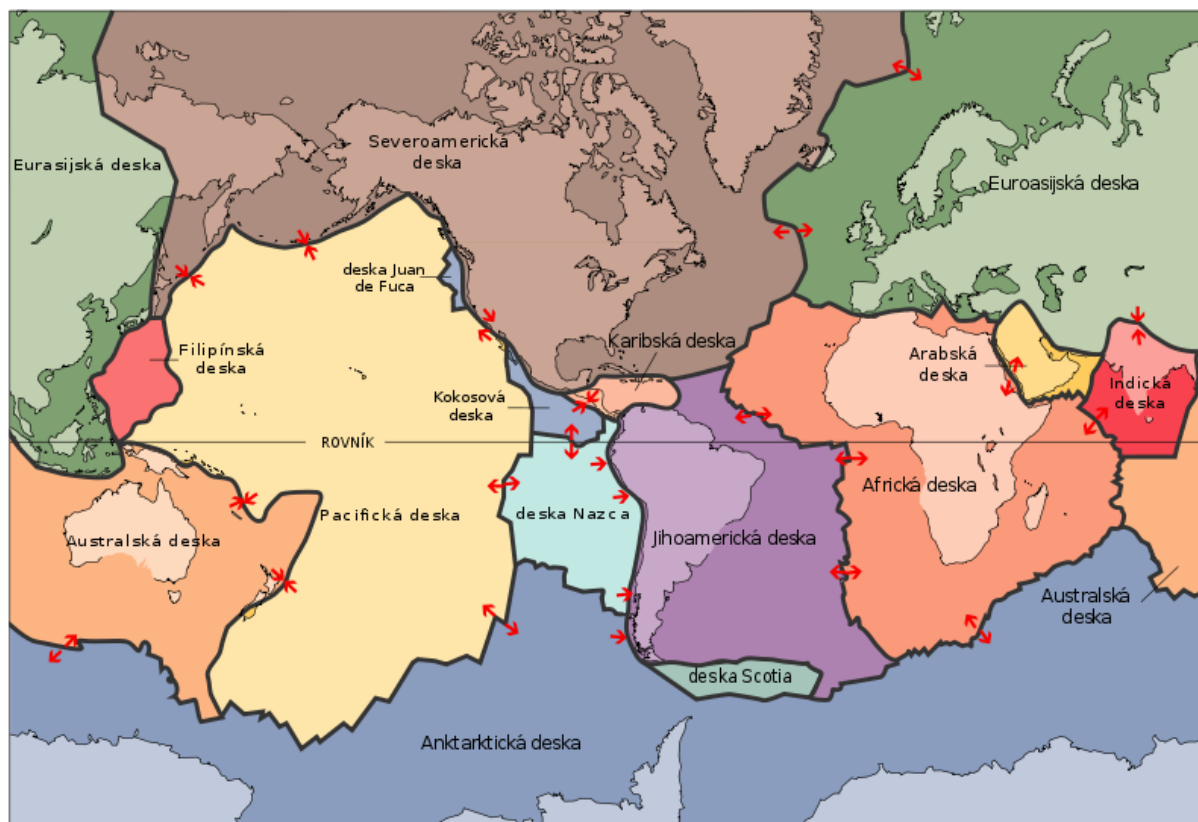 Severoamerická
deska
Eurasijská deska
Euroasijská deska
deska Juan
de Fuca
Filipínská
deska
Karibská deska
Arabská
deska
Kokosová
deska
Indická
deska
ROVNÍK
Africká deska
Pacifická deska
deska Nazca
Australská deska
Jihoamerická deska
Australská
deska
deska Scotia
Anktarktická deska